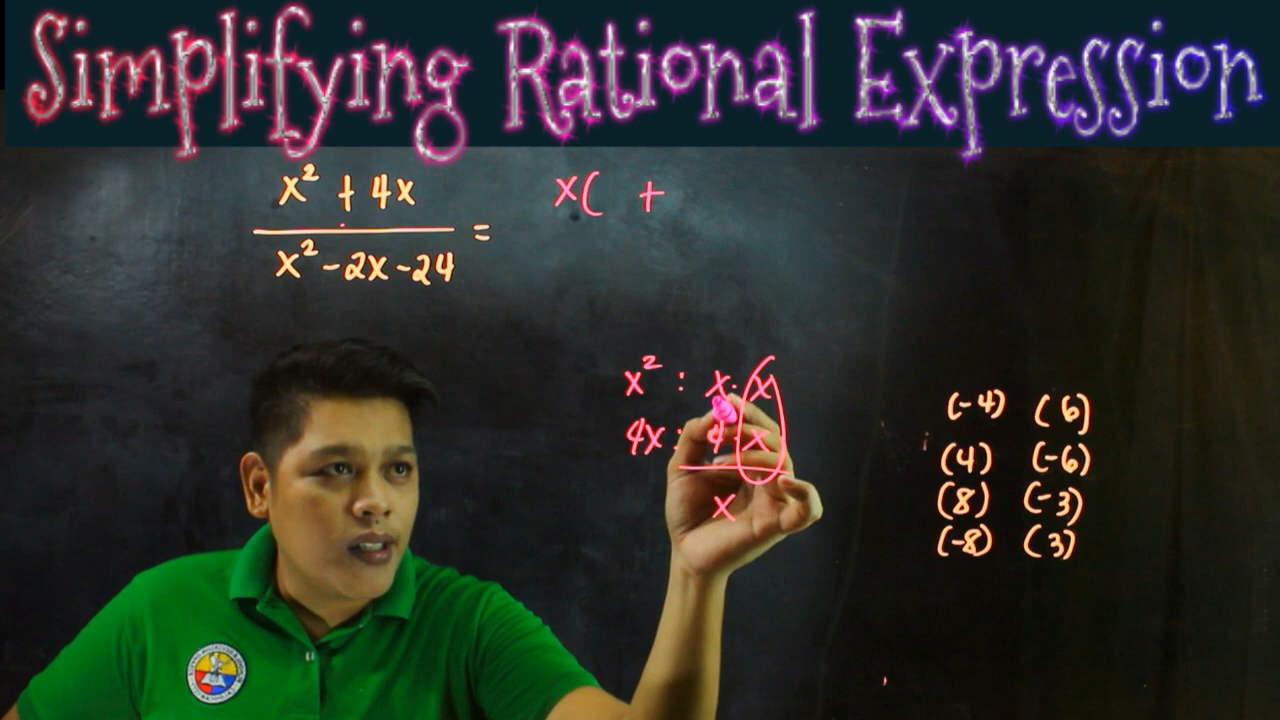 Simplifying Rational Expression
x² + 4x
x² - 2x - 24
=
x( +
x² : x · x
4x : 4 · x
x
(-4) (6)
(4) (-6)
(8) (-3)
(-8) (3)